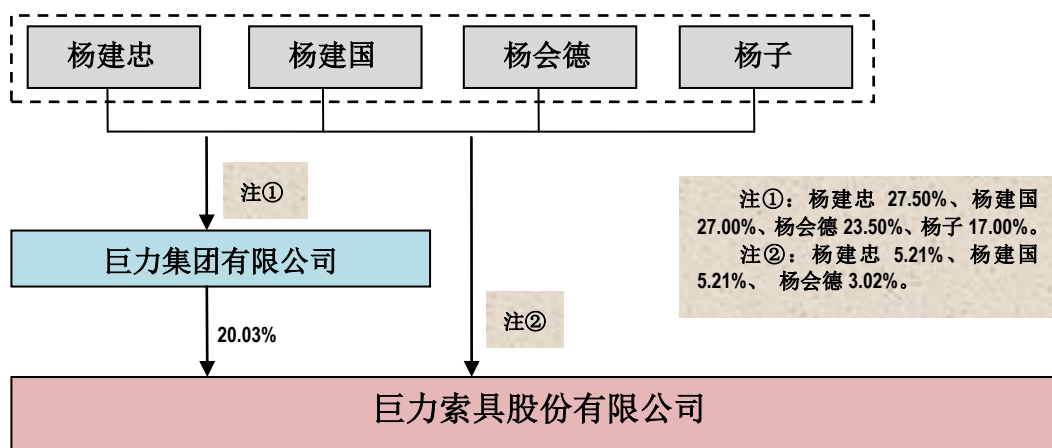 杨建忠
杨建国
杨会德
杨子
注①
注①：杨建忠 27.50%、杨建国
27.00%、杨会德 23.50%、杨子 17.00%。
注②：杨建忠 5.21%、杨建国
5.21%、 杨会德 3.02%。
巨力集团有限公司
注②
20.03%
巨力索具股份有限公司